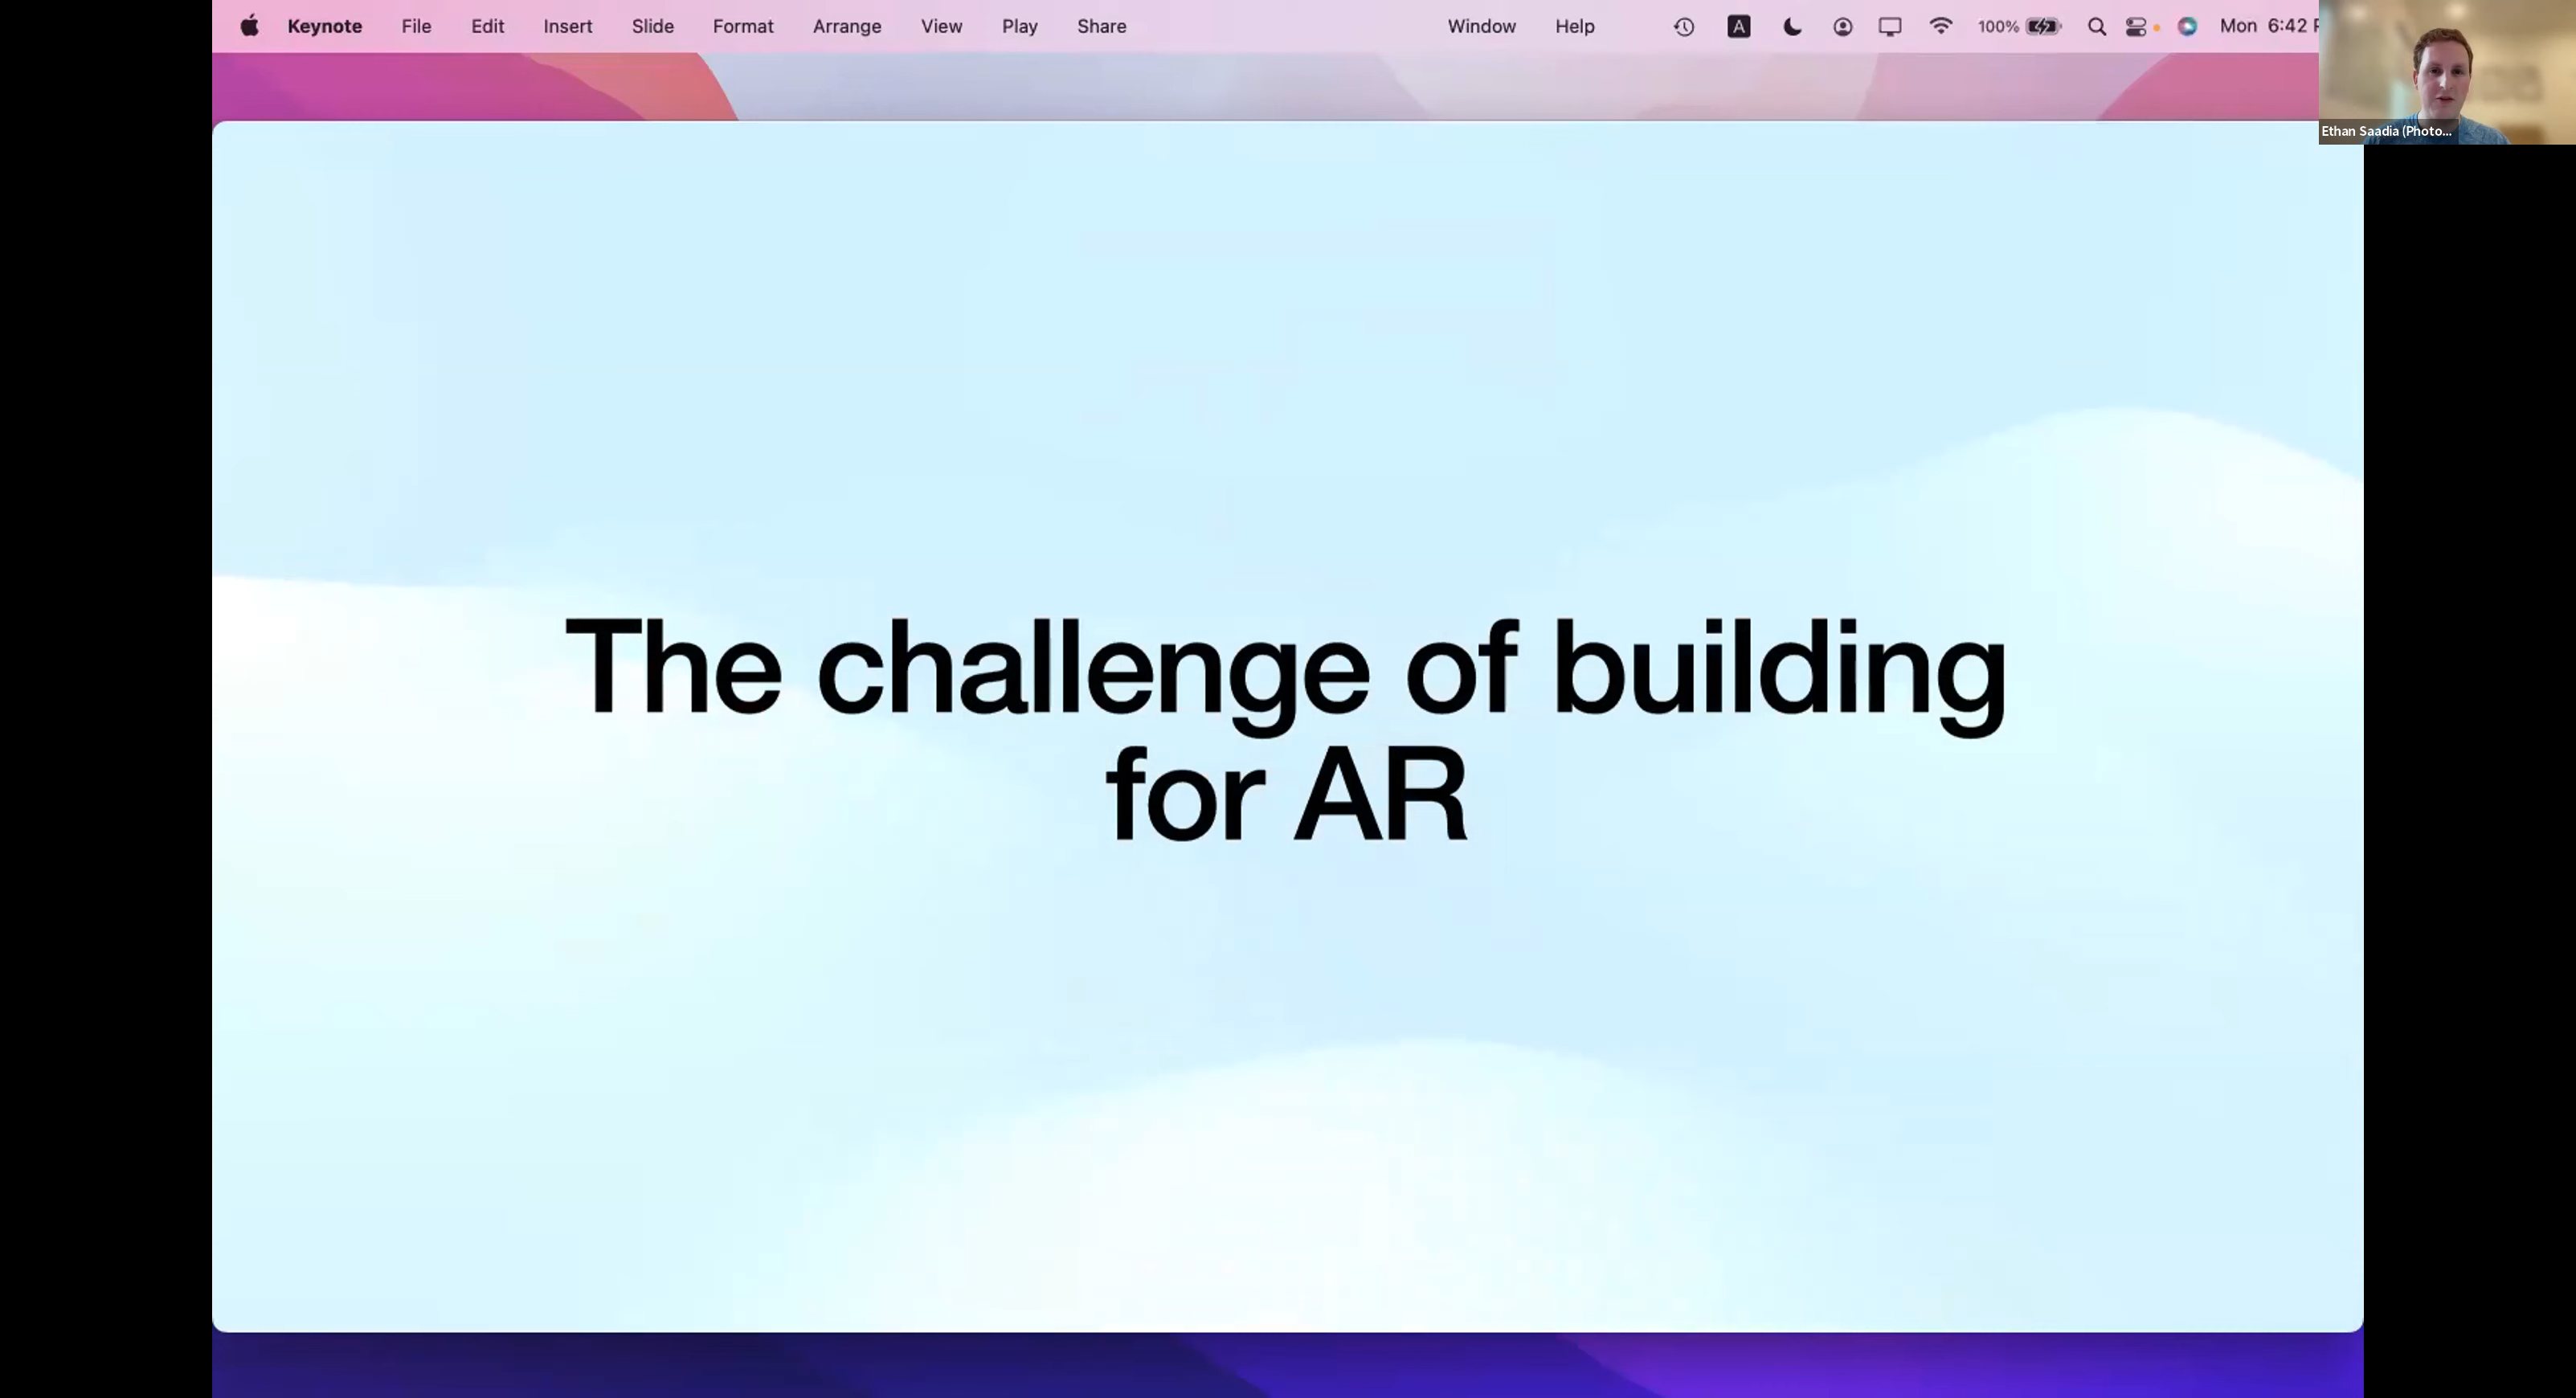 Keynote File Edit Insert Slide Format Arrange View Play Share Window Help A 100% Mon 6:42
Ethan Saadia (Photo...
The challenge of building
for AR